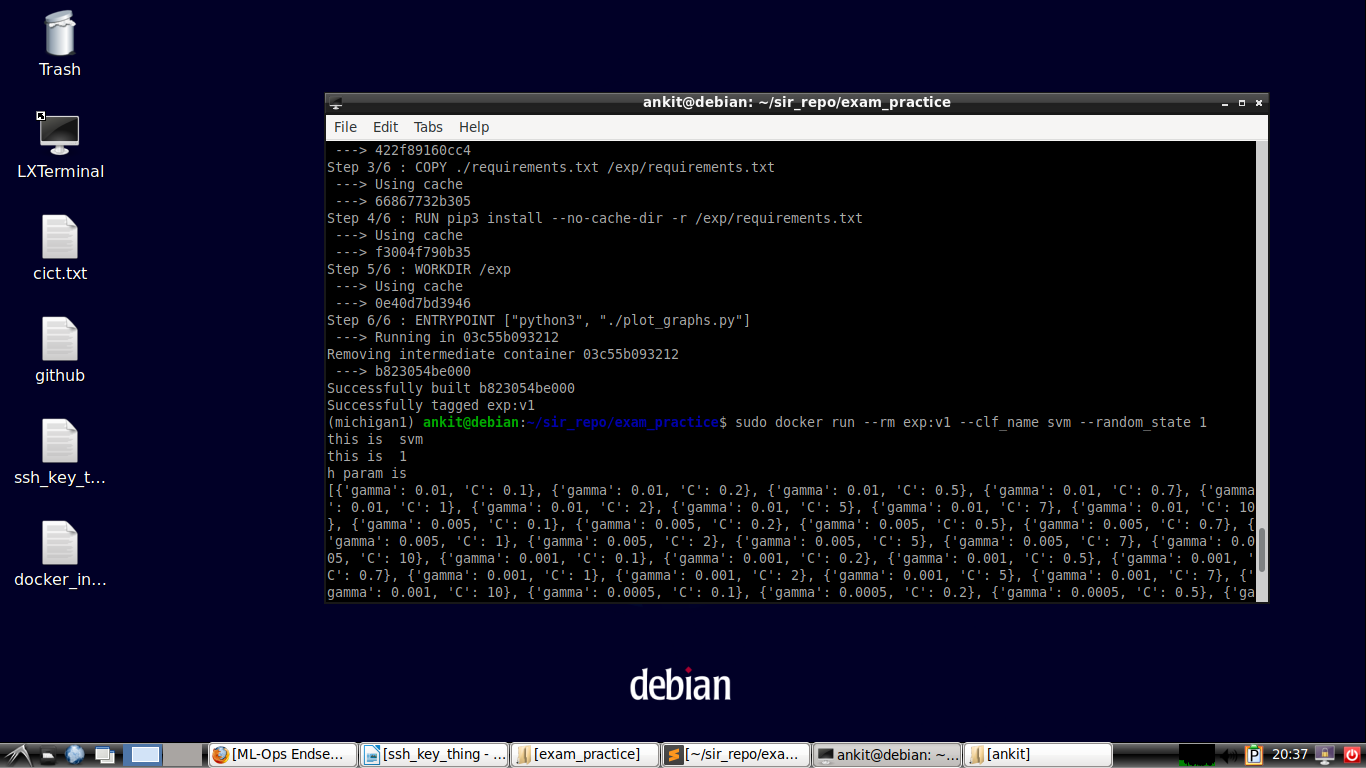 Trash
LXTerminal
cict.txt
github
ssh_key_t...
docker_in...
ankit@debian: ~/sir_repo/exam_practice
File Edit Tabs Help
 ---> 422f89160cc4
Step 3/6 : COPY ./requirements.txt /exp/requirements.txt
 ---> Using cache
 ---> 66867732b305
Step 4/6 : RUN pip3 install --no-cache-dir -r /exp/requirements.txt
 ---> Using cache
 ---> f3004f790b35
Step 5/6 : WORKDIR /exp
 ---> Using cache
 ---> 0e40d7bd3946
Step 6/6 : ENTRYPOINT ["python3", "./plot_graphs.py"]
 ---> Running in 03c55b093212
Removing intermediate container 03c55b093212
 ---> b823054be000
Successfully built b823054be000
Successfully tagged exp:v1
(michigan1) ankit@debian:~/sir_repo/exam_practice$ sudo docker run --rm exp:v1 --clf_name svm --random_state 1
this is  svm
this is  1
h param is
[{'gamma': 0.01, 'C': 0.1}, {'gamma': 0.01, 'C': 0.2}, {'gamma': 0.01, 'C': 0.5}, {'gamma': 0.01, 'C': 0.7}, {'gamma
': 0.01, 'C': 1}, {'gamma': 0.01, 'C': 2}, {'gamma': 0.01, 'C': 5}, {'gamma': 0.01, 'C': 7}, {'gamma': 0.01, 'C': 10
}, {'gamma': 0.005, 'C': 0.1}, {'gamma': 0.005, 'C': 0.2}, {'gamma': 0.005, 'C': 0.5}, {'gamma': 0.005, 'C': 0.7}, {
'gamma': 0.005, 'C': 1}, {'gamma': 0.005, 'C': 2}, {'gamma': 0.005, 'C': 5}, {'gamma': 0.005, 'C': 7}, {'gamma': 0.0
05, 'C': 10}, {'gamma': 0.001, 'C': 0.1}, {'gamma': 0.001, 'C': 0.2}, {'gamma': 0.001, 'C': 0.5}, {'gamma': 0.001, '
C': 0.7}, {'gamma': 0.001, 'C': 1}, {'gamma': 0.001, 'C': 2}, {'gamma': 0.001, 'C': 5}, {'gamma': 0.001, 'C': 7}, {'
gamma': 0.001, 'C': 10}, {'gamma': 0.0005, 'C': 0.1}, {'gamma': 0.0005, 'C': 0.2}, {'gamma': 0.0005, 'C': 0.5}, {'ga
debian
[ML-Ops Endse... [ssh_key_thing - ... [exam_practice] [~/sir_repo/exa... ankit@debian: ~... [ankit] P 20:37